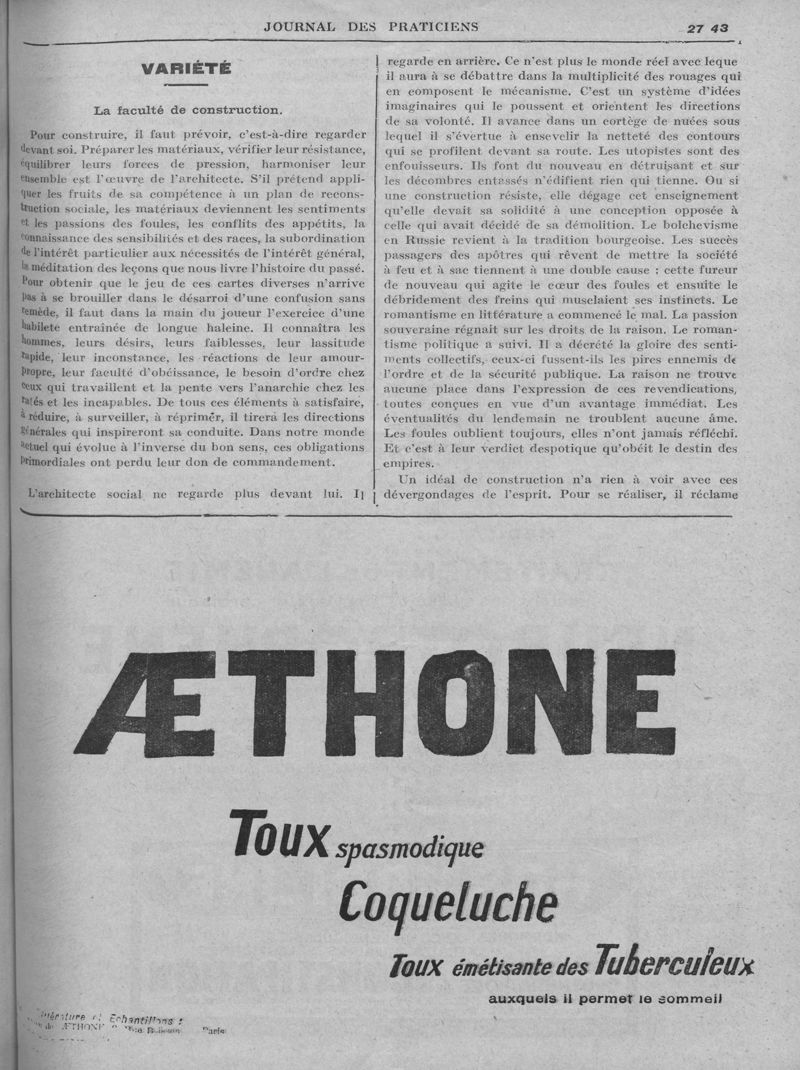 JOURNAL DES PRATICIENS
27 43
VARIÉTÉ
La faculté de construction.
Pour construire, il faut prévoir, c'est-à-dire regarder
devant soi. Préparer les matériaux, vérifier leur résistance,
équilibrer leurs forces de pression, harmoniser leur
ensemble est l'œuvre de l'architecte. S'il prétend appli-
quer les fruits de sa compétence à un plan de recons-
truction sociale, les matériaux deviennent les sentiments
et les passions des foules, les conflits des appétits, la
connaissance des sensibilités et des races, la subordination
de l'intérêt particulier aux nécessités de l'intérêt général,
la méditation des leçons que nous livre l'histoire du passé.
Pour obtenir que le jeu de ces cartes diverses n'arrive
pas à se brouiller dans le désarroi d'une confusion sans
remède, il faut dans la main du joueur l'exercice d'une
habileté entraînée de longue haleine. Il connaîtra les
hommes, leurs désirs, leurs faiblesses, leur lassitude
rapide, leur inconstance, les réactions de leur amour-
propre, leur faculté d'obéissance, le besoin d'ordre chez
ceux qui travaillent et la pente vers l'anarchie chez les
ratés et les incapables. De tous ces éléments à satisfaire,
à réduire, à surveiller, à réprimer, il tirera les directions
générales qui inspireront sa conduite. Dans notre monde
actuel qui évolue à l'inverse du bon sens, ces obligations
primordiales ont perdu leur don de commandement.
L'architecte social ne regarde plus devant lui. Il
regarde en arrière. Ce n'est plus le monde réel avec leque
il aura à se débattre dans la multiplicité des rouages qui
en composent le mécanisme. C'est un système d'idées
imaginaires qui le poussent et orientent les directions
de sa volonté. Il avance dans un cortège de nuées sous
lequel il s'évertue à ensevelir la netteté des contours
qui se profilent devant sa route. Les utopistes sont des
enfouisseurs. Ils font du nouveau en détruisant et sur
les décombres entassés n'édifient rien qui tienne. Ou si
une construction résiste, elle dégage cet enseignement
qu'elle devait sa solidité à une conception opposée à
celle qui avait décidé de sa démolition. Le bolchevisme
en Russie revient à la tradition bourgeoise. Les succès
passagers des apôtres qui rêvent de mettre la société
à feu et à sac tiennent à une double cause : cette fureur
de nouveau qui agite le cœur des foules et ensuite le
débridement des freins qui muselaient ses instincts. Le
romantisme en littérature a commencé le mal. La passion
souveraine régnait sur les droits de la raison. Le roman-
tisme politique a suivi. Il a décrété la gloire des senti-
ments collectifs, ceux-ci fussent-ils les pires ennemis de
l'ordre et de la sécurité publique. La raison ne trouve
aucune place dans l'expression de ces revendications,
toutes conçues en vue d'un avantage immédiat. Les
éventualités du lendemain ne troublent aucune âme.
Les foules oublient toujours, elles n'ont jamais réfléchi.
Et c'est à leur verdict despotique qu'obéit le destin des
empires.
Un idéal de construction n'a rien à voir avec ces
dévergondages de l'esprit. Pour se réaliser, il réclame
ÆTHONE
Toux spasmodique
Coqueluche
Toux émétisante des Tuberculeux
auxquels il permet le sommeil
Echantillons :
ÆTHONE
Paris